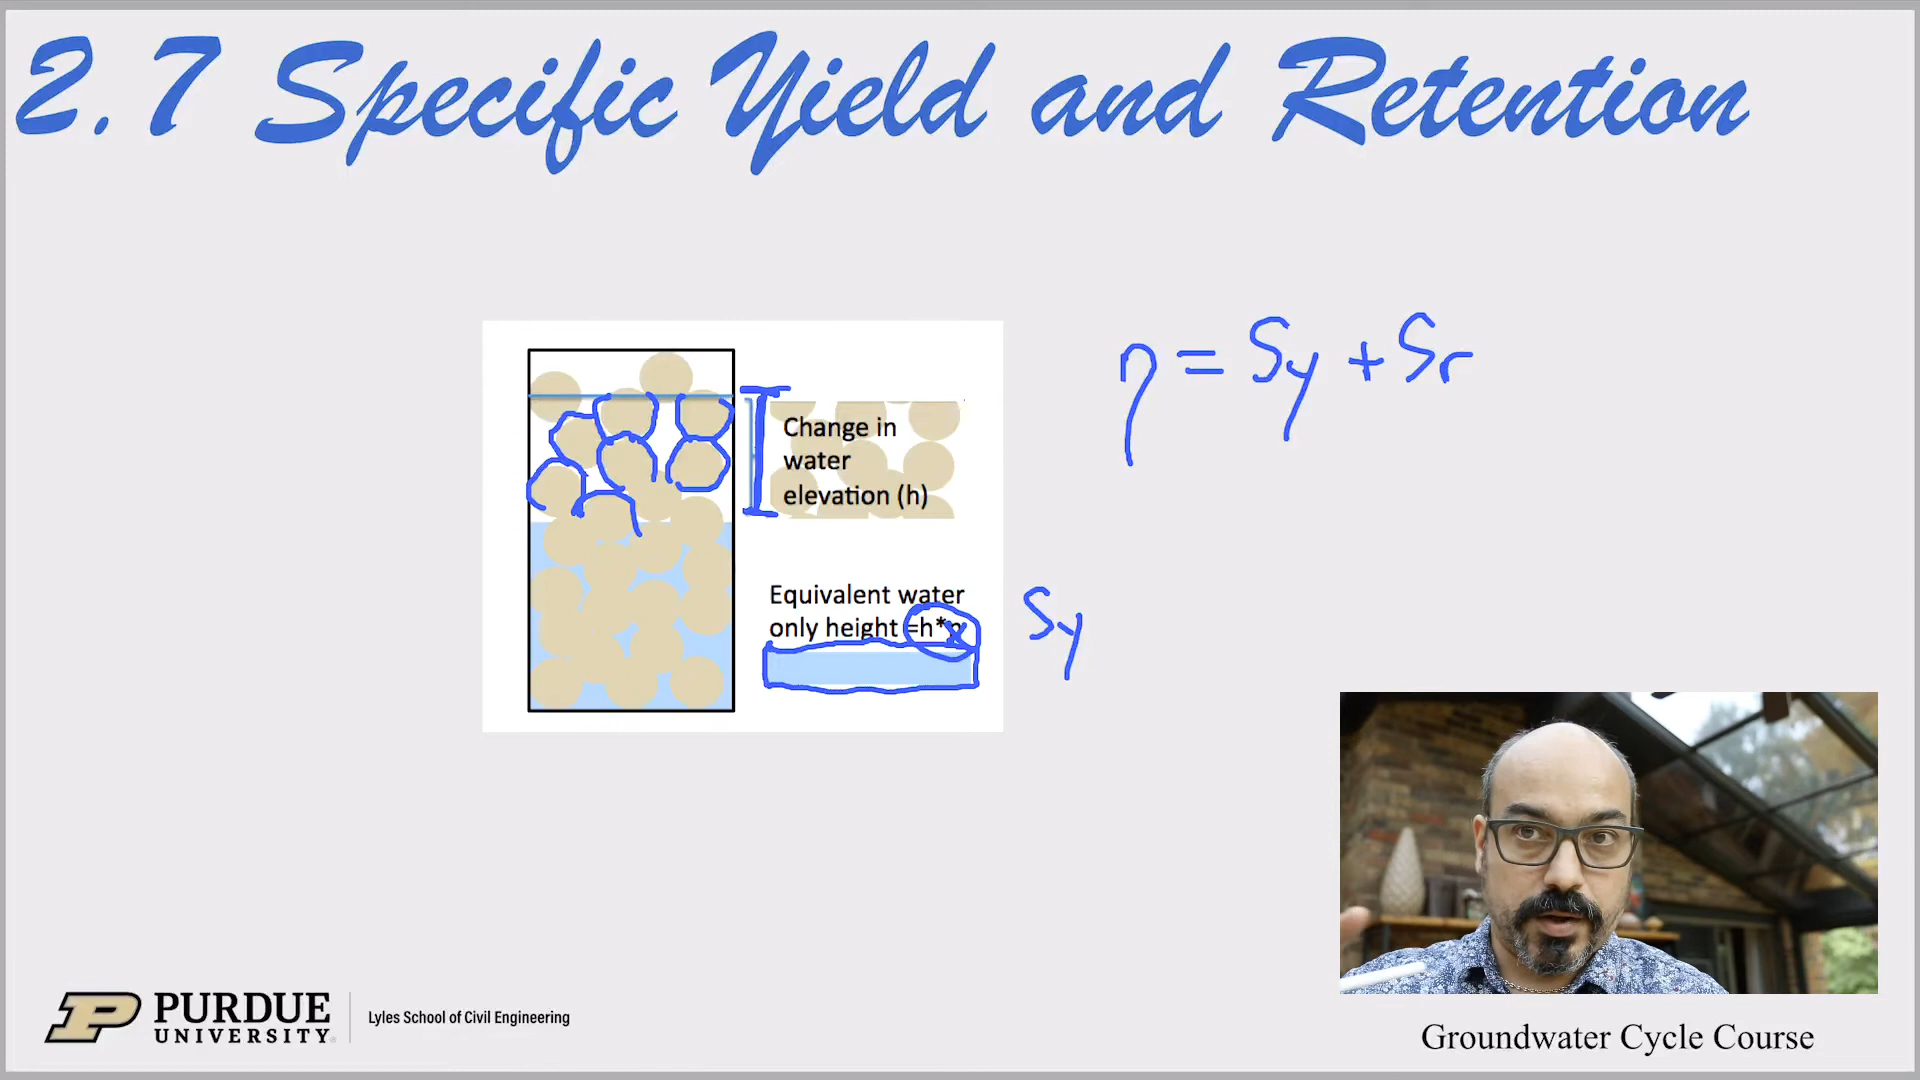 2.7 Specific Yield and Retention
η = Sy + Sr
Change in
water
elevation (h)
Equivalent water
only height =h*
Sy
PURDUE
UNIVERSITY
Lyles School of Civil Engineering
Groundwater Cycle Course